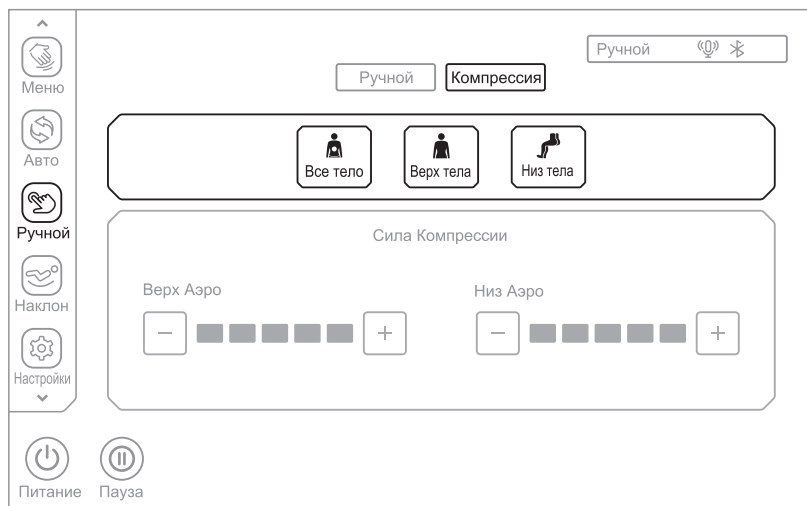 Меню
Авто
Ручной
Наклон
Настройки
Ручной
Ручной
Компрессия
Все тело
Верх тела
Низ тела
Сила Компрессии
Верх Аэро
Низ Аэро
− +
− +
Питание
Пауза